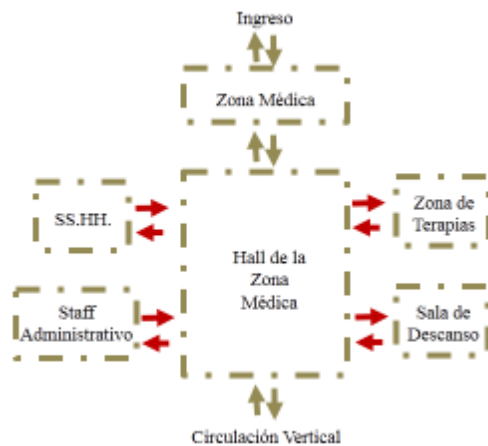 Ingreso
Zona Médica
SS.HH.
Zona de
Terapias
Hall de la
Zona
Médica
Staff
Administrativo
Sala de
Descanso
Circulación Vertical